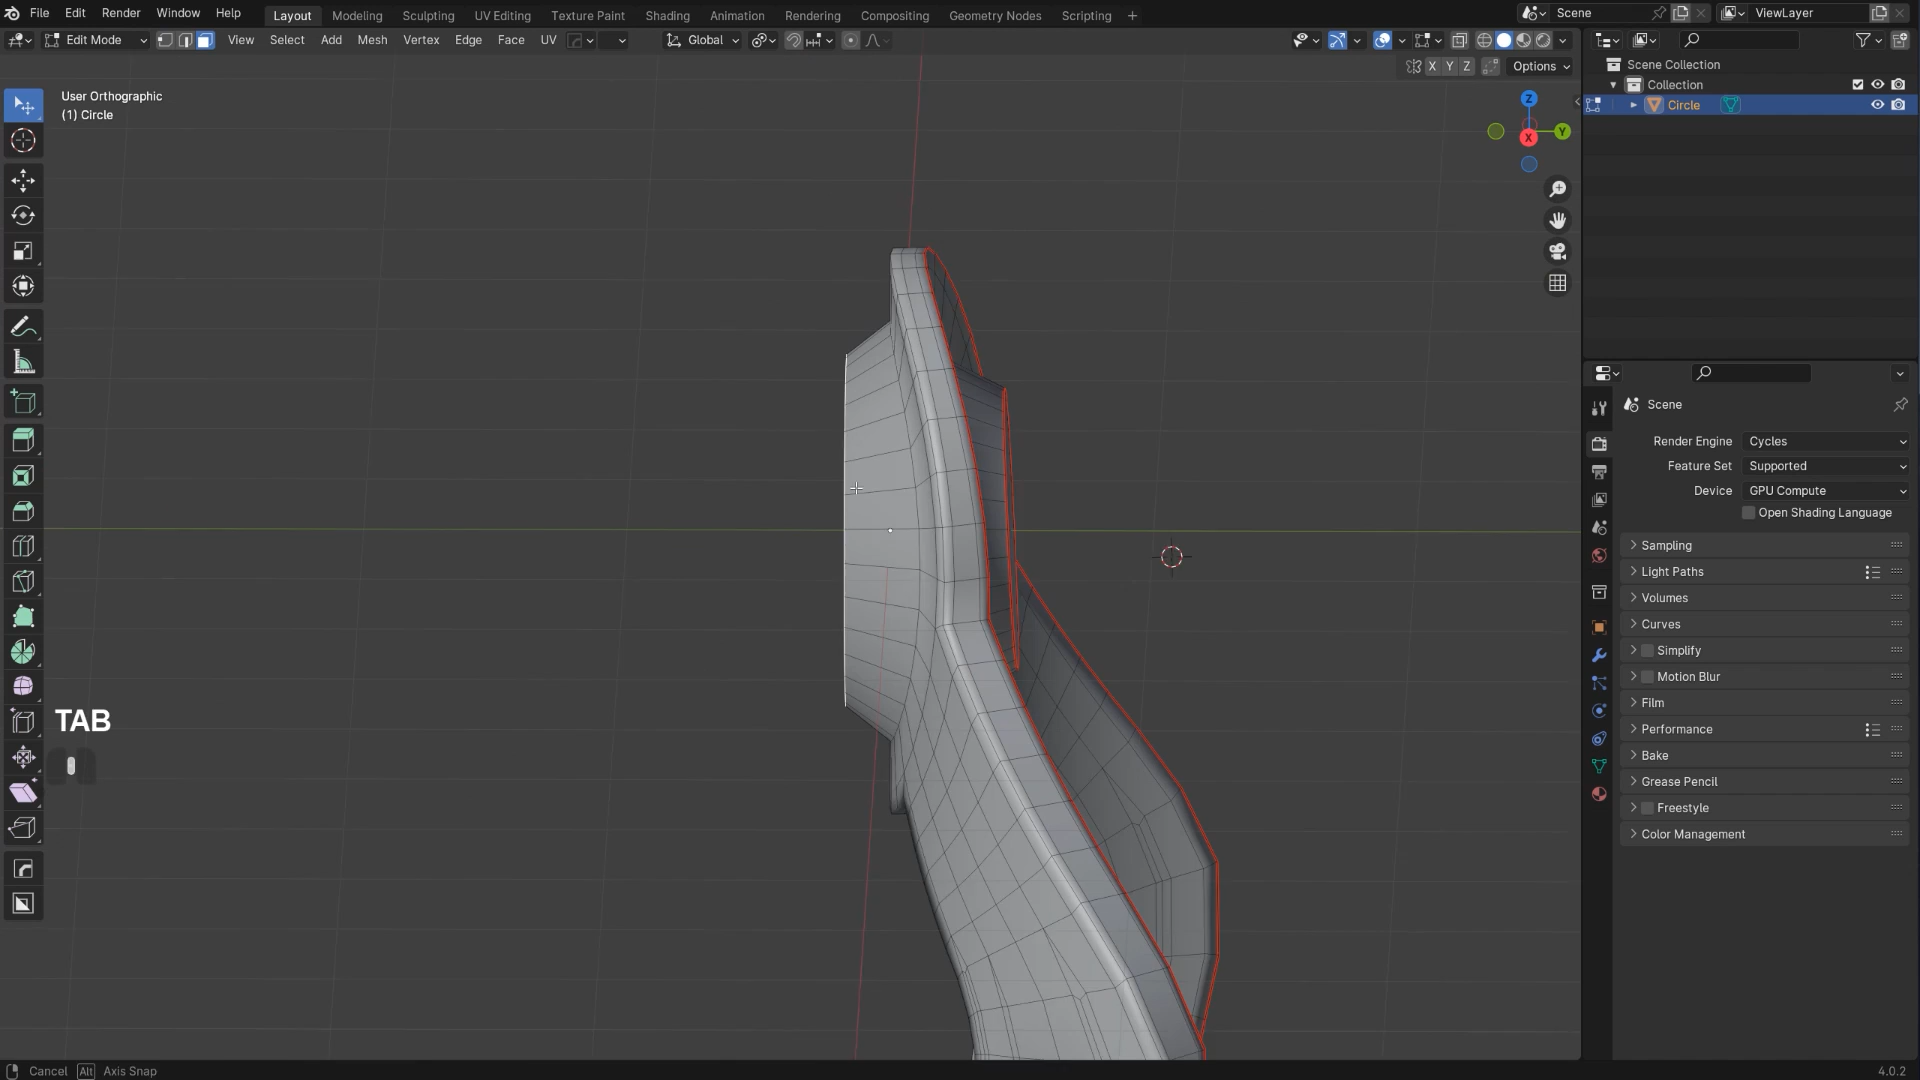 File Edit Render Window Help Layout Modeling Sculpting UV Editing Texture Paint Shading Animation Rendering Compositing Geometry Nodes Scripting + Scene ViewLayer
Edit Mode View Select Add Mesh Vertex Edge Face UV Global
X Y Z Options
Scene Collection
Collection
Circle
User Orthographic
(1) Circle
Z
Y
X
Scene
Render Engine Cycles
Feature Set Supported
Device GPU Compute
Open Shading Language
Sampling
Light Paths
Volumes
Curves
Simplify
Motion Blur
Film
Performance
Bake
Grease Pencil
Freestyle
Color Management
TAB
Cancel Alt Axis Snap 4.0.2